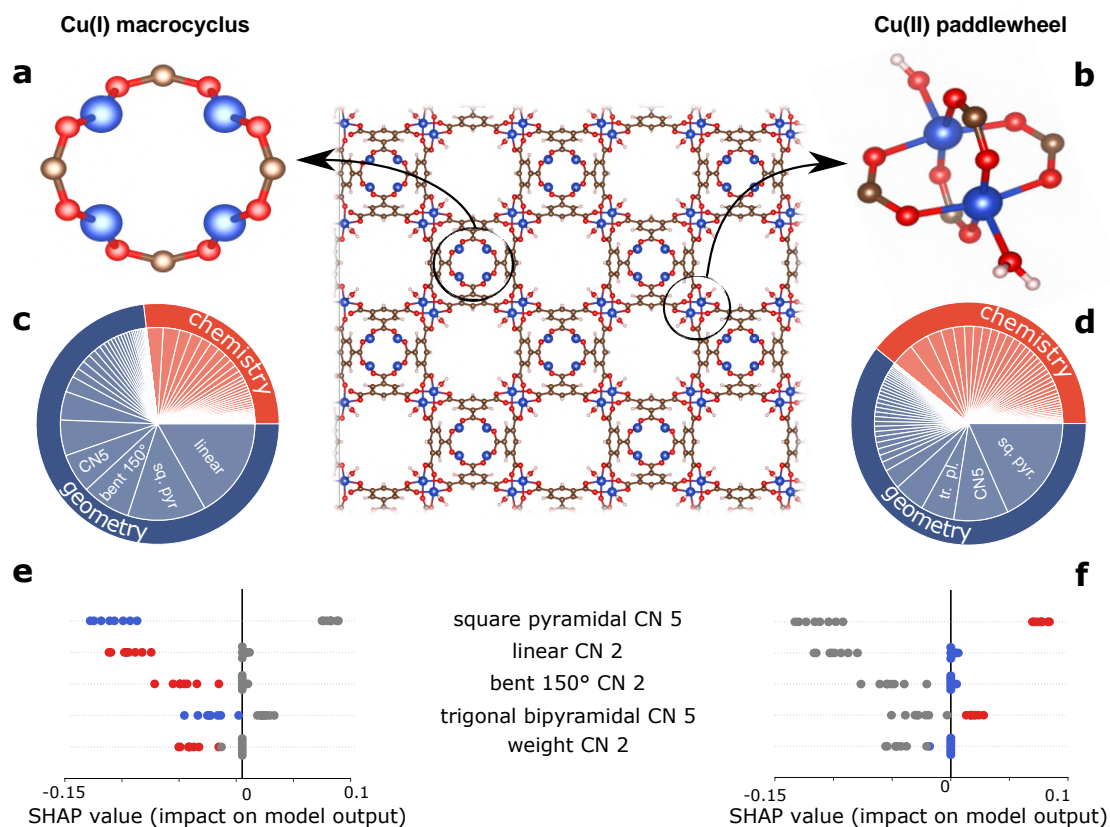 Cu(I) macrocyclus
Cu(II) paddlewheel
a
b
c
chemistry
linear
sq. pyr
bent 150°
CN5
geometry
d
chemistry
sq. pyr.
CN5
tr. pl.
geometry
e
f
square pyramidal CN 5
linear CN 2
bent 150° CN 2
trigonal bipyramidal CN 5
weight CN 2
-0.15 0 0.1
SHAP value (impact on model output)
-0.15 0 0.1
SHAP value (impact on model output)